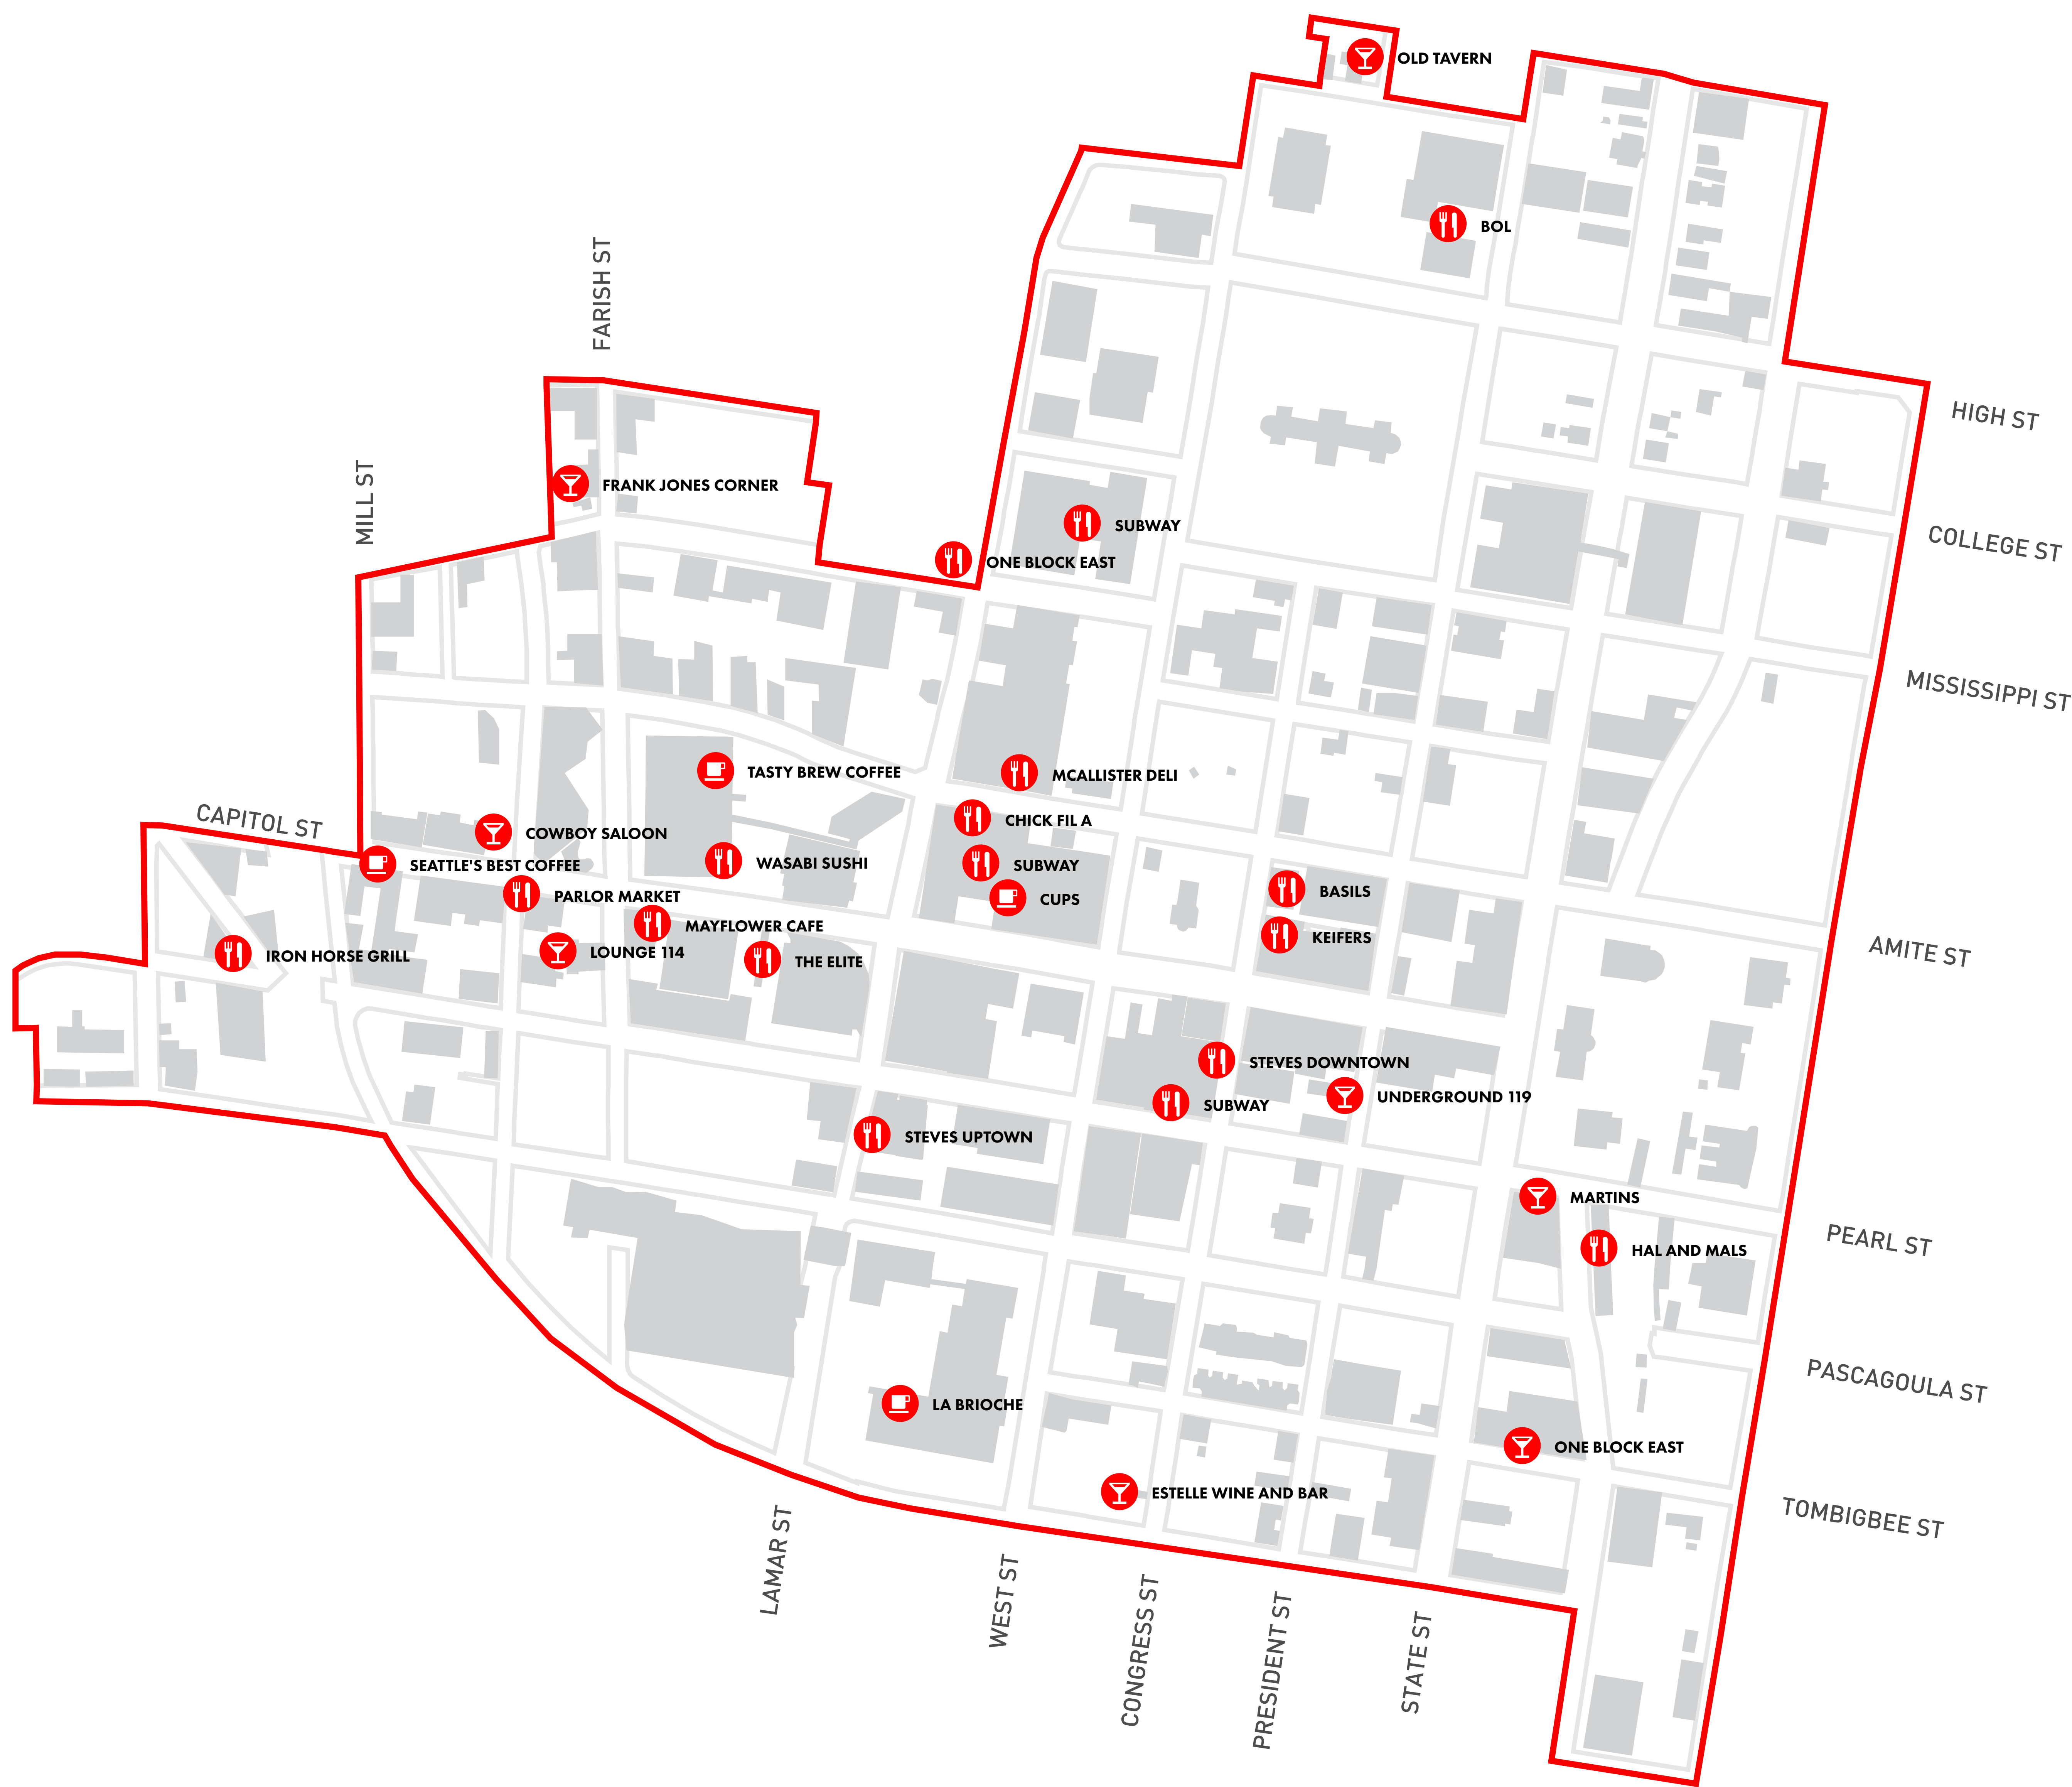 OLD TAVERN
BOL
FARISH ST
HIGH ST
MILL ST
FRANK JONES CORNER
SUBWAY
COLLEGE ST
ONE BLOCK EAST
MISSISSIPPI ST
TASTY BREW COFFEE
MCALLISTER DELI
CAPITOL ST
CHICK FIL A
COWBOY SALOON
SEATTLE'S BEST COFFEE
WASABI SUSHI
SUBWAY
PARLOR MARKET
CUPS
BASILS
MAYFLOWER CAFE
KEIFERS
IRON HORSE GRILL
LOUNGE 114
THE ELITE
AMITE ST
STEVES DOWNTOWN
UNDERGROUND 119
SUBWAY
STEVES UPTOWN
MARTINS
PEARL ST
HAL AND MALS
PASCAGOULA ST
LA BRIOCHE
ONE BLOCK EAST
ESTELLE WINE AND BAR
TOMBIGBEE ST
LAMAR ST
WEST ST
CONGRESS ST
PRESIDENT ST
STATE ST